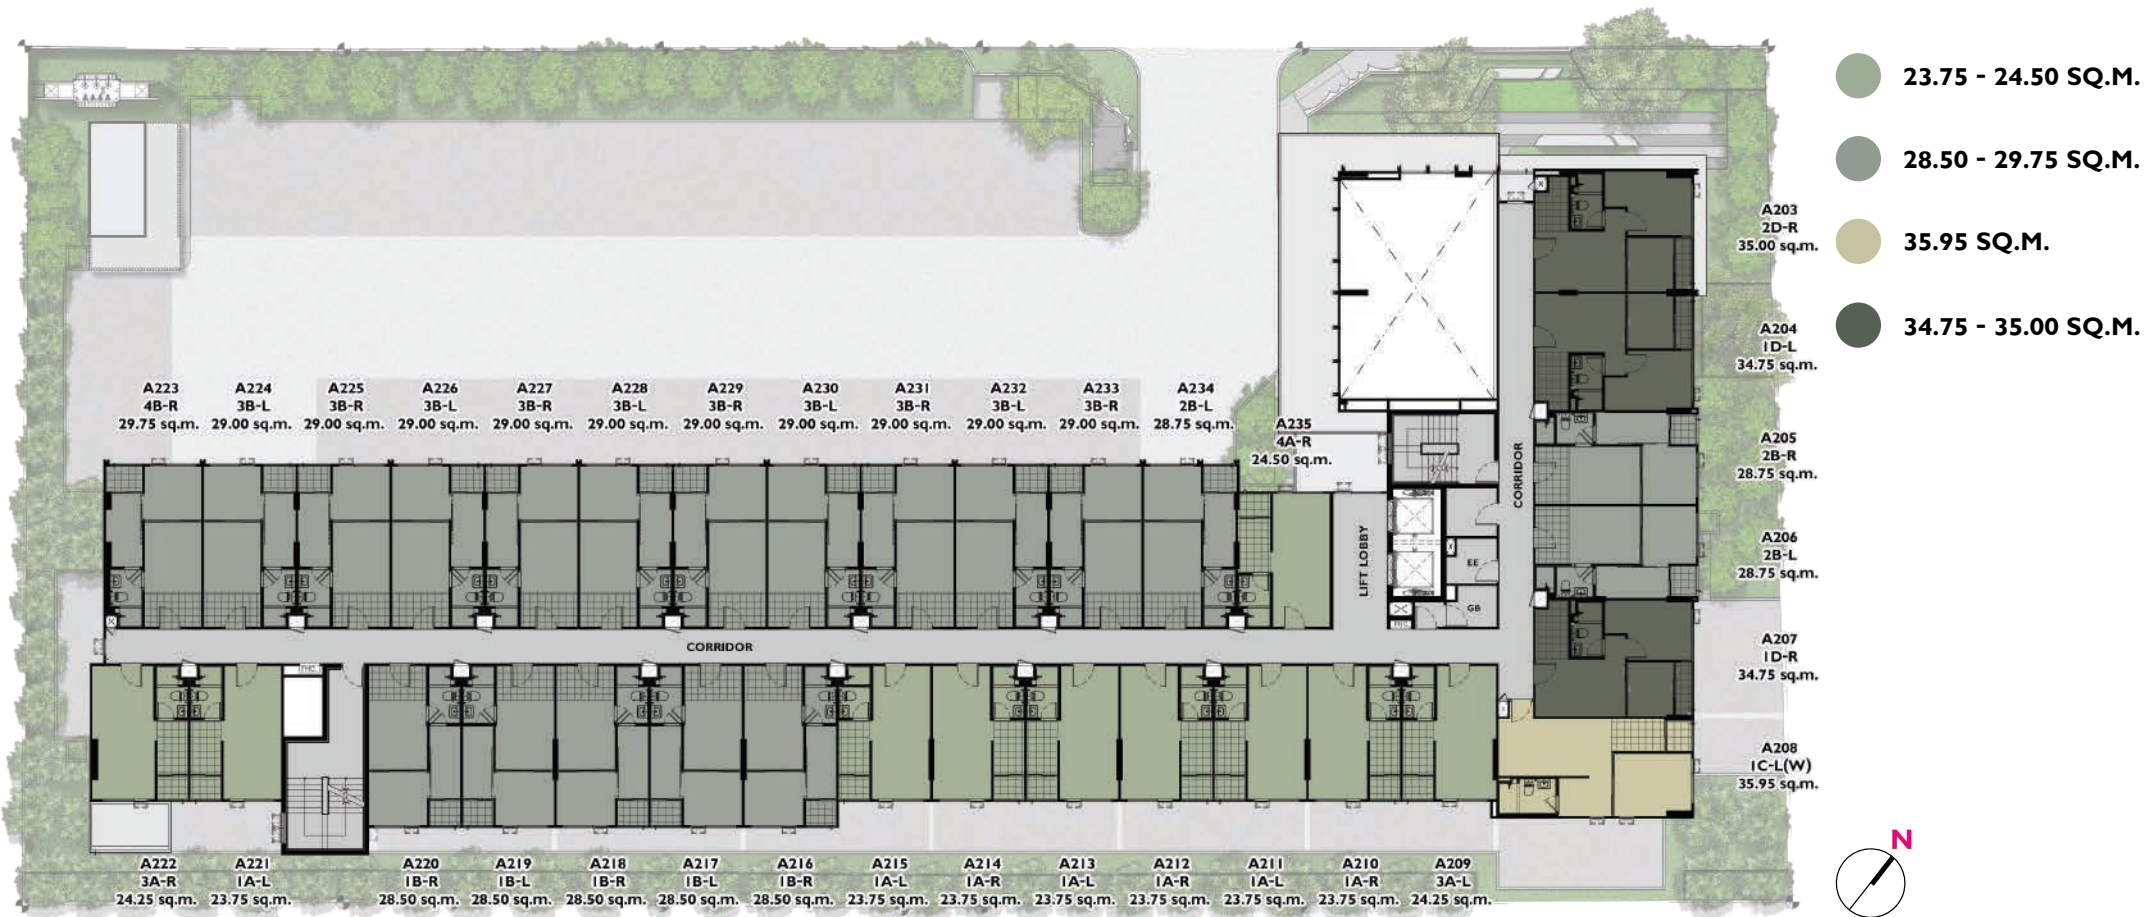 23.75 - 24.50 SQ.M.
28.50 - 29.75 SQ.M.
35.95 SQ.M.
34.75 - 35.00 SQ.M.
A203
2D-R
35.00 sq.m.
A204
1D-L
34.75 sq.m.
A205
2B-R
28.75 sq.m.
A206
2B-L
28.75 sq.m.
A207
1D-R
34.75 sq.m.
A208
1C-L(W)
35.95 sq.m.
A223
4B-R
29.75 sq.m.
A224
3B-L
29.00 sq.m.
A225
3B-R
29.00 sq.m.
A226
3B-L
29.00 sq.m.
A227
3B-R
29.00 sq.m.
A228
3B-L
29.00 sq.m.
A229
3B-R
29.00 sq.m.
A230
3B-L
29.00 sq.m.
A231
3B-R
29.00 sq.m.
A232
3B-L
29.00 sq.m.
A233
3B-R
29.00 sq.m.
A234
2B-L
28.75 sq.m.
A235
4A-R
24.50 sq.m.
CORRIDOR
LIFT LOBBY
EE
GB
CORRIDOR
A222
3A-R
24.25 sq.m.
A221
1A-L
23.75 sq.m.
A220
1B-R
28.50 sq.m.
A219
1B-L
28.50 sq.m.
A218
1B-R
28.50 sq.m.
A217
1B-L
28.50 sq.m.
A216
1B-R
28.50 sq.m.
A215
1A-L
23.75 sq.m.
A214
1A-R
23.75 sq.m.
A213
1A-L
23.75 sq.m.
A212
1A-R
23.75 sq.m.
A211
1A-L
23.75 sq.m.
A210
1A-R
23.75 sq.m.
A209
3A-L
24.25 sq.m.
N